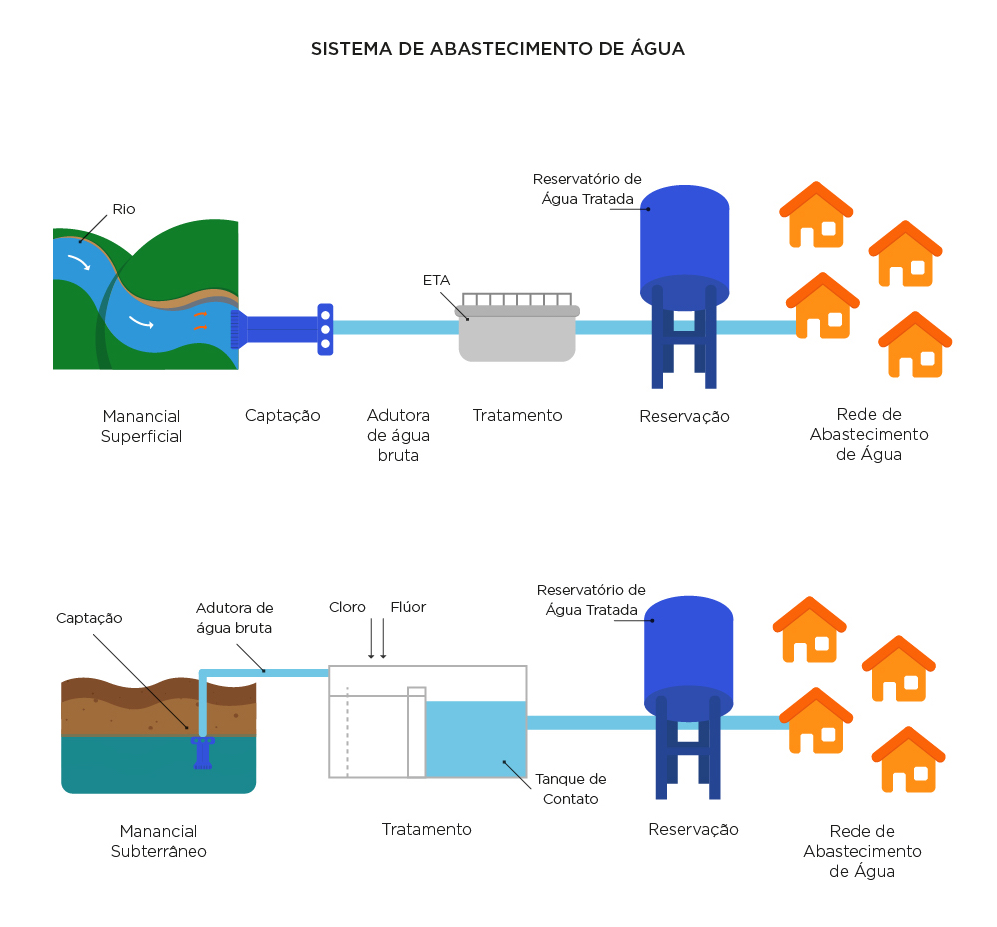 SISTEMA DE ABASTECIMENTO DE ÁGUA
Rio
ETA
Reservatório de
Água Tratada
Manancial
Superficial
Captação
Adutora
de água
bruta
Tratamento
Reservação
Rede de
Abastecimento
de Água
Captação
Adutora de
água bruta
Cloro
Flúor
Reservatório de
Água Tratada
Tanque de
Contato
Manancial
Subterrâneo
Tratamento
Reservação
Rede de
Abastecimento
de Água